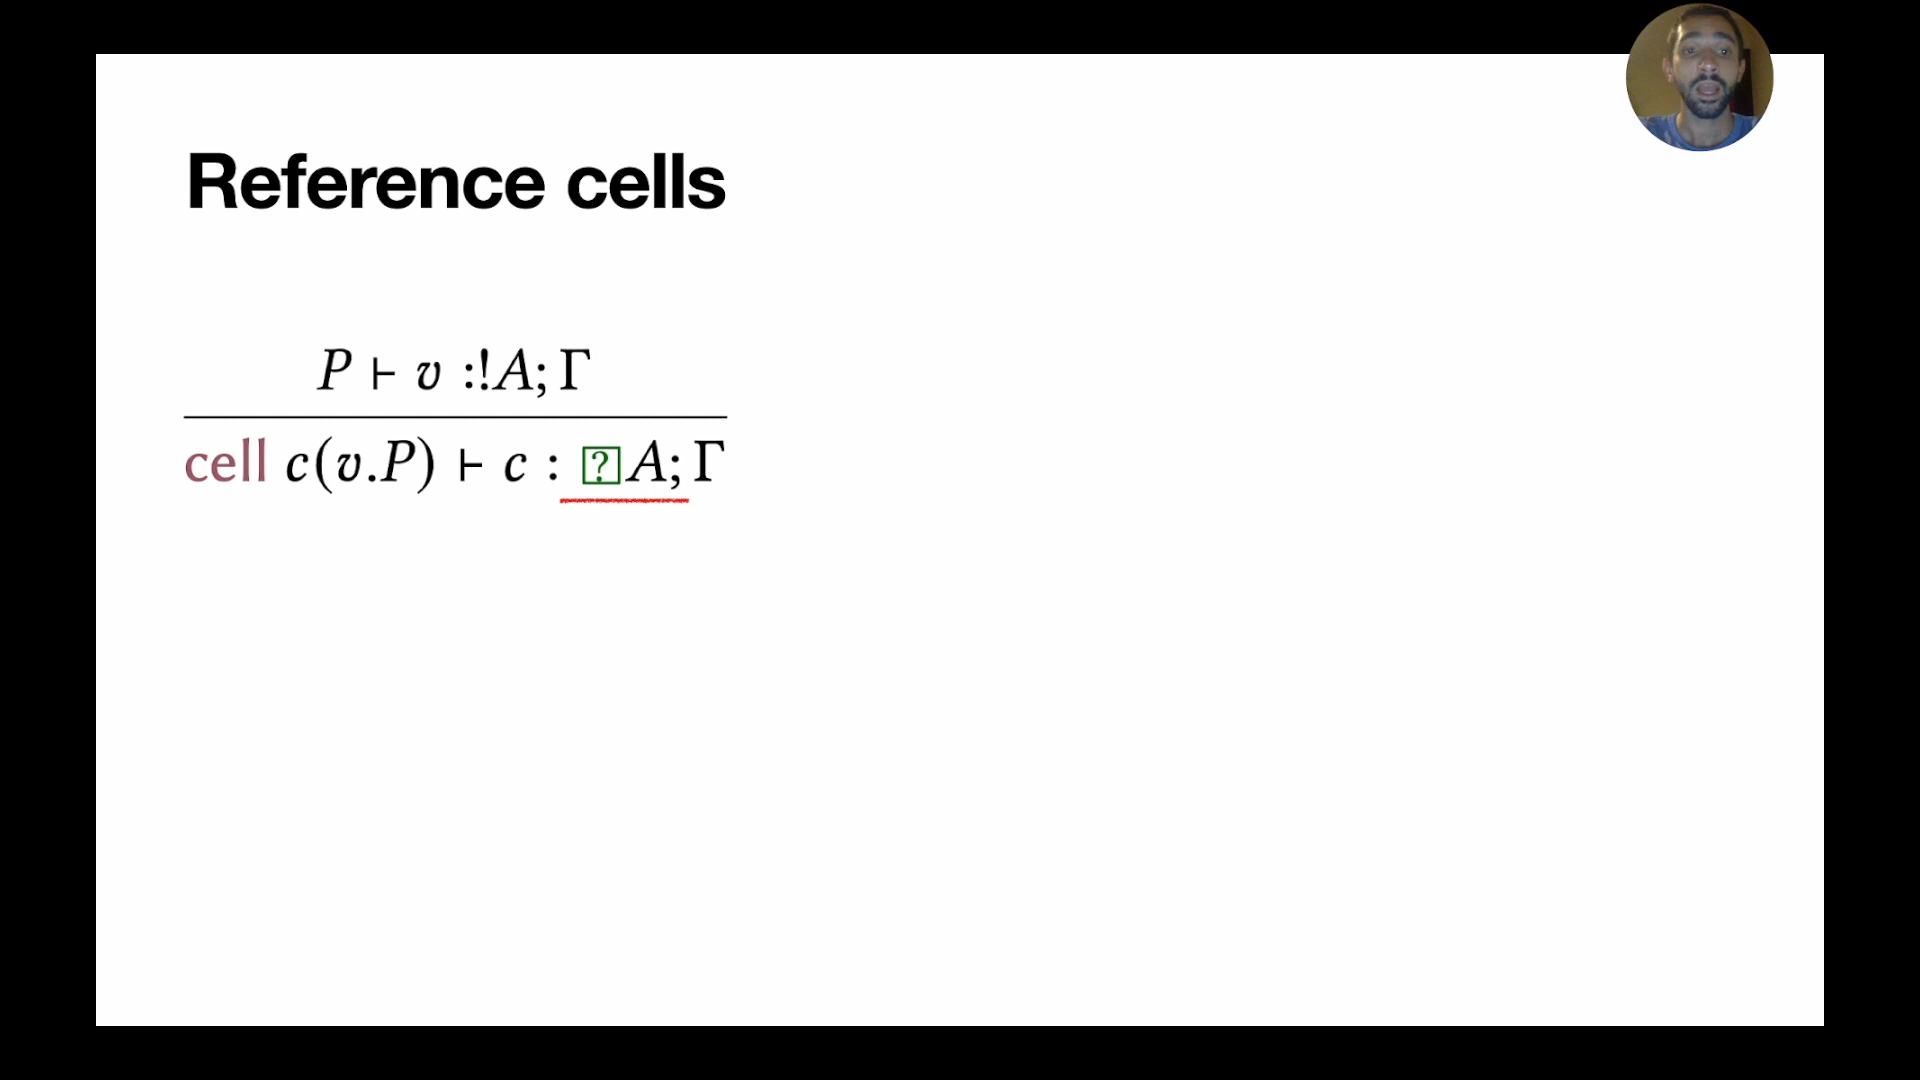 Reference cells
P ⊢ v :!A; Γ
cell c(v.P) ⊢ c : ⍰A; Γ